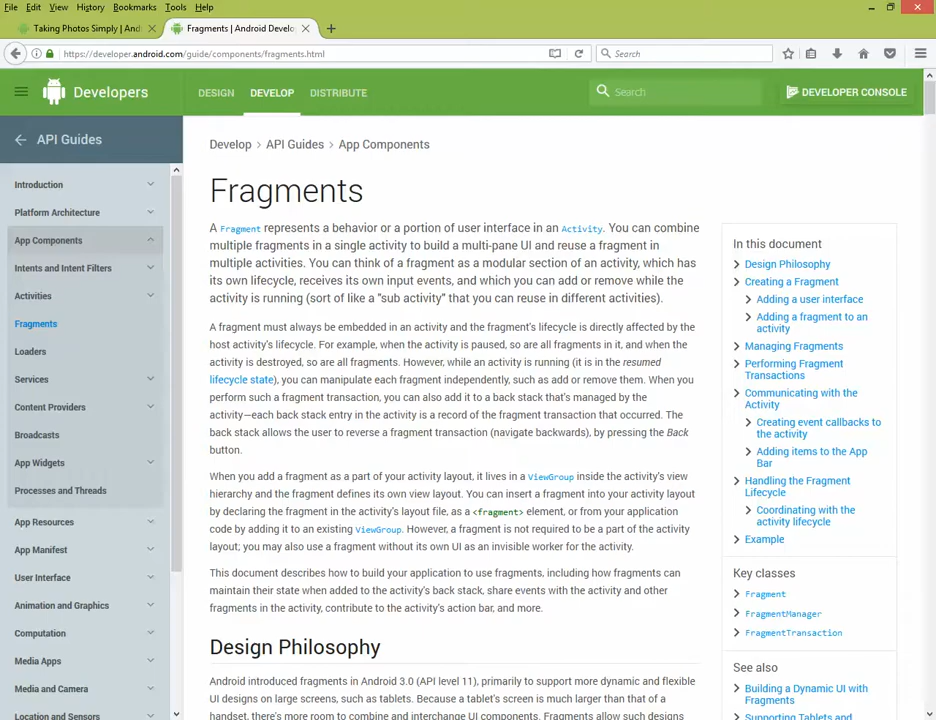 File Edit View History Bookmarks Tools Help
Taking Photos Simply | And
Fragments | Android Develo
https://developer.android.com/guide/components/fragments.html
Search
Developers
DESIGN
DEVELOP
DISTRIBUTE
Search
DEVELOPER CONSOLE
API Guides
Introduction
Platform Architecture
App Components
Intents and Intent Filters
Activities
Fragments
Loaders
Services
Content Providers
Broadcasts
App Widgets
Processes and Threads
App Resources
App Manifest
User Interface
Animation and Graphics
Computation
Media Apps
Media and Camera
Location and Sensors
Develop > API Guides > App Components
Fragments
A Fragment represents a behavior or a portion of user interface in an Activity. You can combine
multiple fragments in a single activity to build a multi-pane UI and reuse a fragment in
multiple activities. You can think of a fragment as a modular section of an activity, which has
its own lifecycle, receives its own input events, and which you can add or remove while the
activity is running (sort of like a "sub activity" that you can reuse in different activities).
A fragment must always be embedded in an activity and the fragment's lifecycle is directly affected by the
host activity's lifecycle. For example, when the activity is paused, so are all fragments in it, and when the
activity is destroyed, so are all fragments. However, while an activity is running (it is in the resumed
lifecycle state), you can manipulate each fragment independently, such as add or remove them. When you
perform such a fragment transaction, you can also add it to a back stack that's managed by the
activity—each back stack entry in the activity is a record of the fragment transaction that occurred. The
back stack allows the user to reverse a fragment transaction (navigate backwards), by pressing the Back
button.
When you add a fragment as a part of your activity layout, it lives in a ViewGroup inside the activity's view
hierarchy and the fragment defines its own view layout. You can insert a fragment into your activity layout
by declaring the fragment in the activity's layout file, as a <fragment> element, or from your application
code by adding it to an existing ViewGroup. However, a fragment is not required to be a part of the activity
layout; you may also use a fragment without its own UI as an invisible worker for the activity.
This document describes how to build your application to use fragments, including how fragments can
maintain their state when added to the activity's back stack, share events with the activity and other
fragments in the activity, contribute to the activity's action bar, and more.
Design Philosophy
Android introduced fragments in Android 3.0 (API level 11), primarily to support more dynamic and flexible
UI designs on large screens, such as tablets. Because a tablet's screen is much larger than that of a
handset, there's more room to combine and interchange UI components. Fragments allow such designs
In this document
Design Philosophy
Creating a Fragment
Adding a user interface
Adding a fragment to an
activity
Managing Fragments
Performing Fragment
Transactions
Communicating with the
Activity
Creating event callbacks to
the activity
Adding items to the App
Bar
Handling the Fragment
Lifecycle
Coordinating with the
activity lifecycle
Example
Key classes
Fragment
FragmentManager
FragmentTransaction
See also
Building a Dynamic UI with
Fragments
Supporting Tablets and